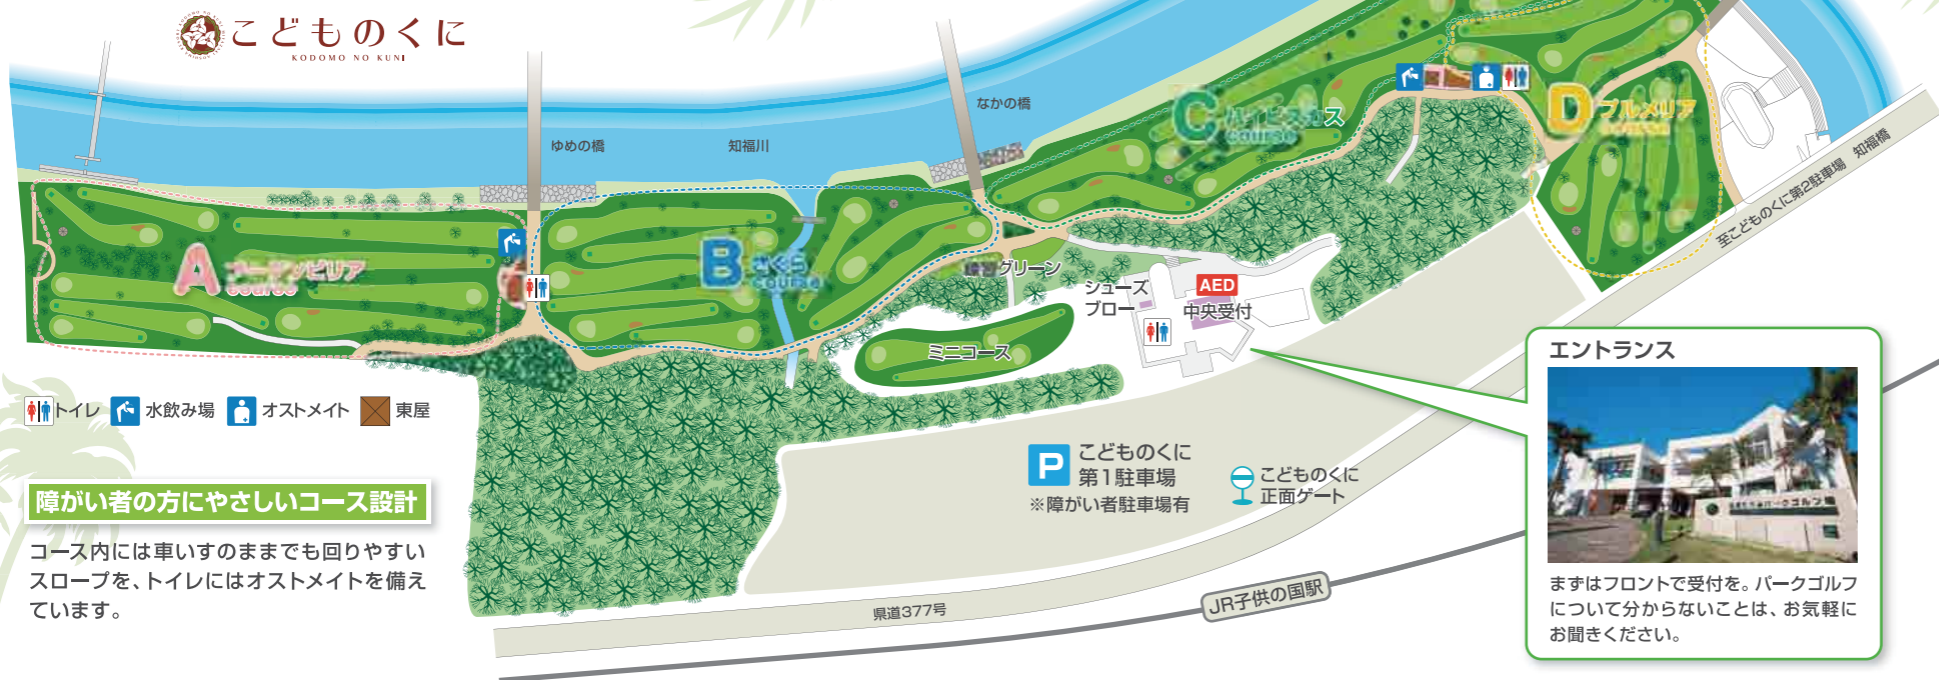 こどものくに
KODOMO NO KUNI
なかの橋
ゆめの橋
知福川
C
D
プルメリア
知福橋
至こどものくに第2駐車場
A
B
さくら
course
グリーン
シューズ
ブロー
AED
中央受付
ミニコース
エントランス
トイレ
水飲み場
オストメイト
東屋
P
こどものくに
第1駐車場
※障がい者駐車場有
こどものくに
正面ゲート
障がい者の方にやさしいコース設計
コース内には車いすのままでも回りやすい
スロープを、トイレにはオストメイトを備え
ています。
まずはフロントで受付を。パークゴルフ
について分からないことは、お気軽に
お聞きください。
県道377号
JR子供の国駅